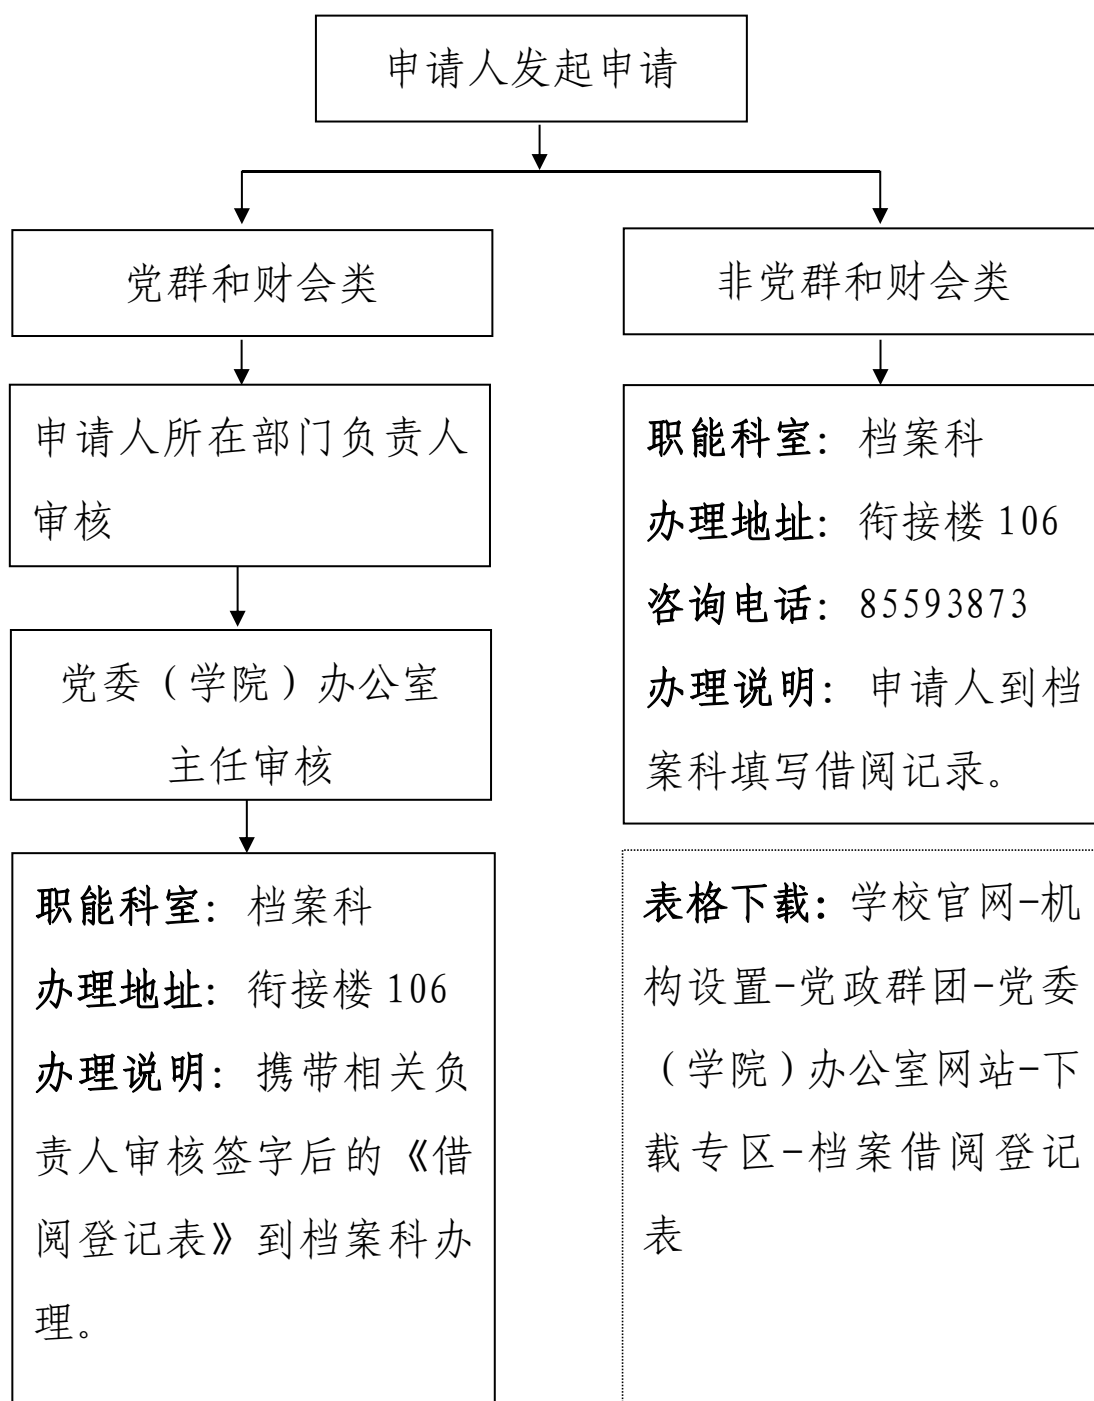 申请人发起申请
党群和财会类
非党群和财会类
申请人所在部门负责人
审核
党委（学院）办公室
主任审核
职能科室：档案科
办理地址：衔接楼 106
办理说明：携带相关负
责人审核签字后的《借
阅登记表》到档案科办
理。
职能科室：档案科
办理地址：衔接楼 106
咨询电话：85593873
办理说明：申请人到档
案科填写借阅记录。
表格下载：学校官网-机
构设置-党政群团-党委
（学院）办公室网站-下
载专区-档案借阅登记
表